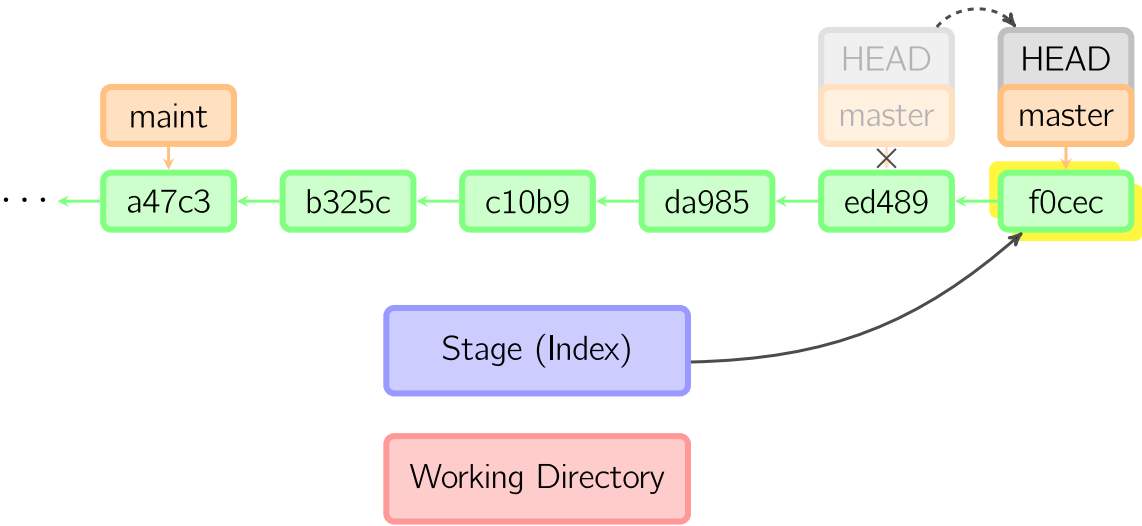 HEAD HEAD
maint master master
... a47c3 b325c c10b9 da985 ed489 f0cec
Stage (Index)
Working Directory